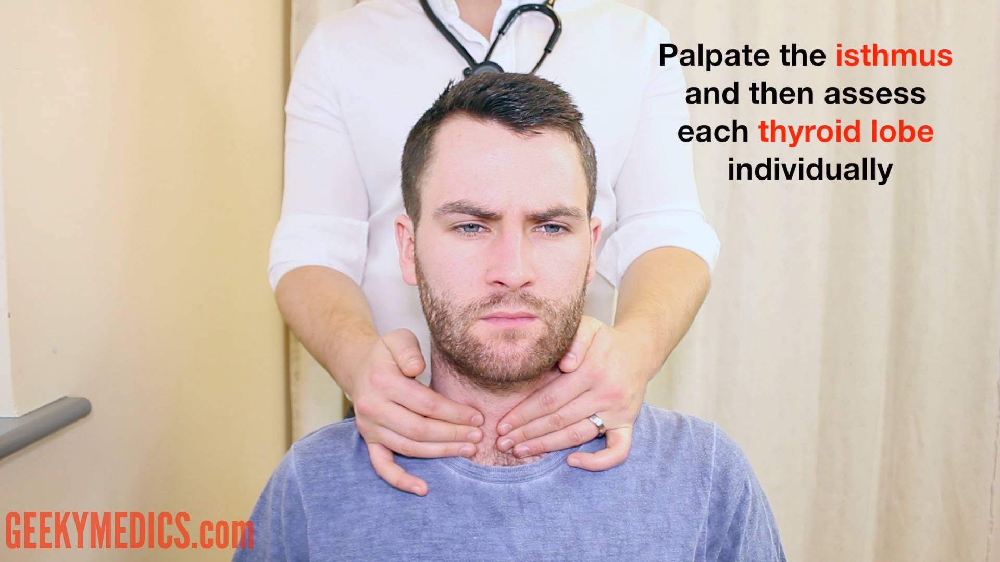 Palpate the isthmus
and then assess
each thyroid lobe
individually
GEEKYMEDICS.com